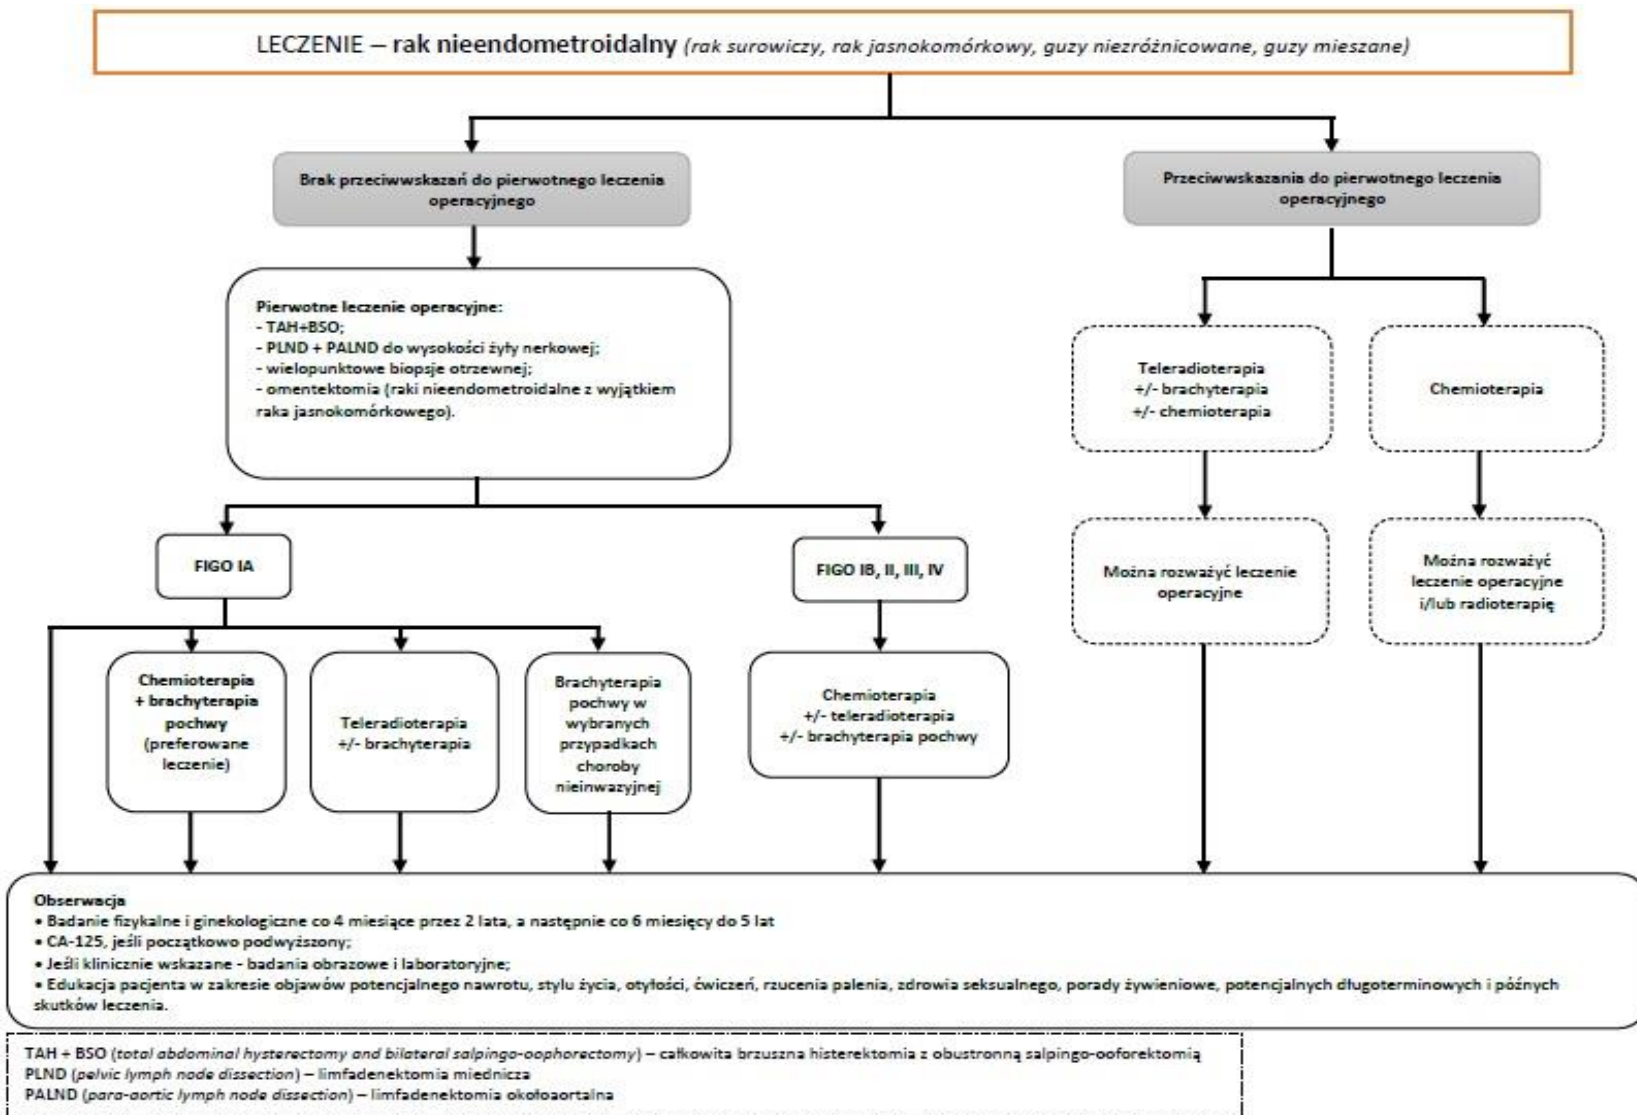 LECZENIE – rak nieendometroidalny (rak surowiczy, rak jasnokomórkowy, guzy niezróżnicowane, guzy mieszane)
Brak przeciwwskazań do pierwotnego leczenia
operacyjnego
Przeciwwskazania do pierwotnego leczenia
operacyjnego
Pierwotne leczenie operacyjne:
- TAH+BSO;
- PLND + PALND do wysokości żyły nerkowej;
- wielopunktowe biopsje otrzewnej;
- omentektomia (raki nieendometroidalne z wyjątkiem
raka jasnokomórkowego).
Teleradioterapia
+/- brachyterapia
+/- chemioterapia
Chemioterapia
FIGO IA
FIGO IB, II, III, IV
Można rozważyć leczenie
operacyjne
Można rozważyć
leczenie operacyjne
i/lub radioterapię
Chemioterapia
+ brachyterapia
pochwy
(preferowane
leczenie)
Teleradioterapia
+/- brachyterapia
Brachyterapia
pochwy w
wybranych
przypadkach
choroby
nieinwazyjnej
Chemioterapia
+/- teleradioterapia
+/- brachyterapia pochwy
Obserwacja
• Badanie fizykalne i ginekologiczne co 4 miesiące przez 2 lata, a następnie co 6 miesięcy do 5 lat
• CA-125, jeśli początkowo podwyższony;
• Jeśli klinicznie wskazane - badania obrazowe i laboratoryjne;
• Edukacja pacjenta w zakresie objawów potencjalnego nawrotu, stylu życia, otyłości, ćwiczeń, rzucenia palenia, zdrowia seksualnego, porady żywieniowe, potencjalnych długoterminowych i późnych
skutków leczenia.
TAH + BSO (total abdominal hysterectomy and bilateral salpingo-oophorectomy) – całkowita brzuszna histerektomia z obustronną salpingo-ooforektomią
PLND (pelvic lymph node dissection) – limfadenektomia miednicza
PALND (para-aortic lymph node dissection) – limfadenektomia okołoaortalna